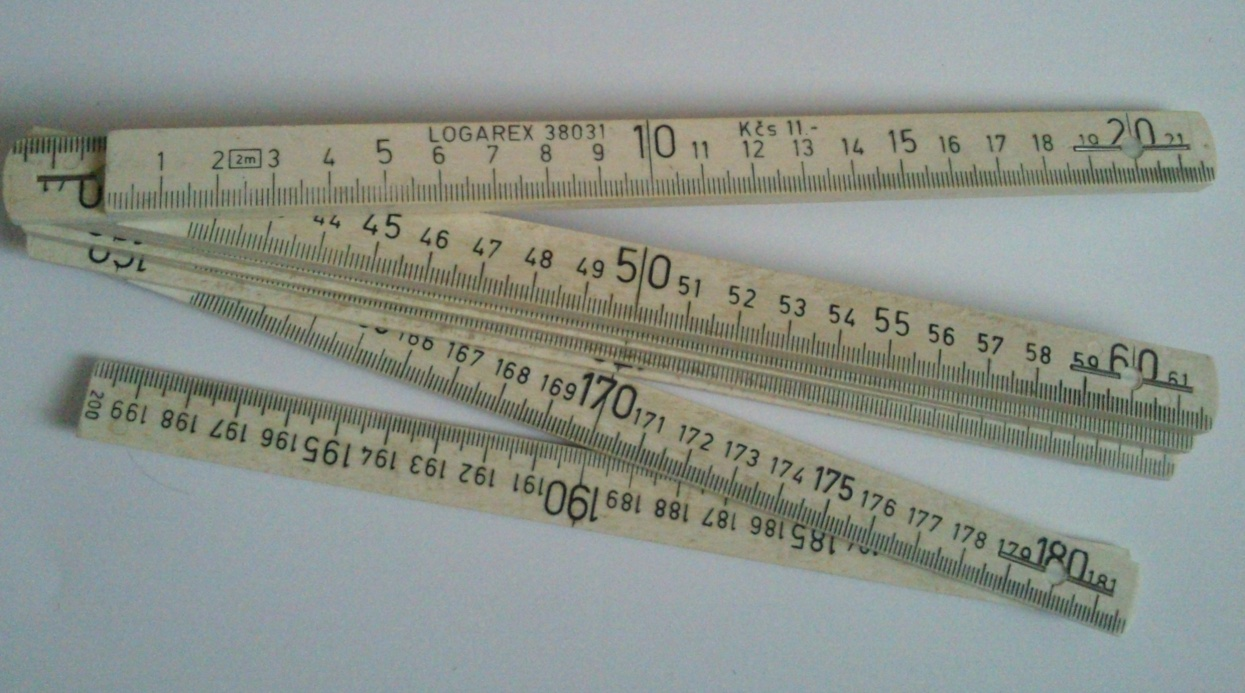 LOGAREX 38031 Kčs 11.-
1 2 2m 3 4 5 6 7 8 9 10 11 12 13 14 15 16 17 18 19 20 21
44 45 46 47 48 49 50 51 52 53 54 55 56 57 58 59 60 61
166 167 168 169 170 171 172 173 174 175 176 177 178 179 180 181
200 199 198 197 196 195 194 193 192 191 190 189 188 187 186 185